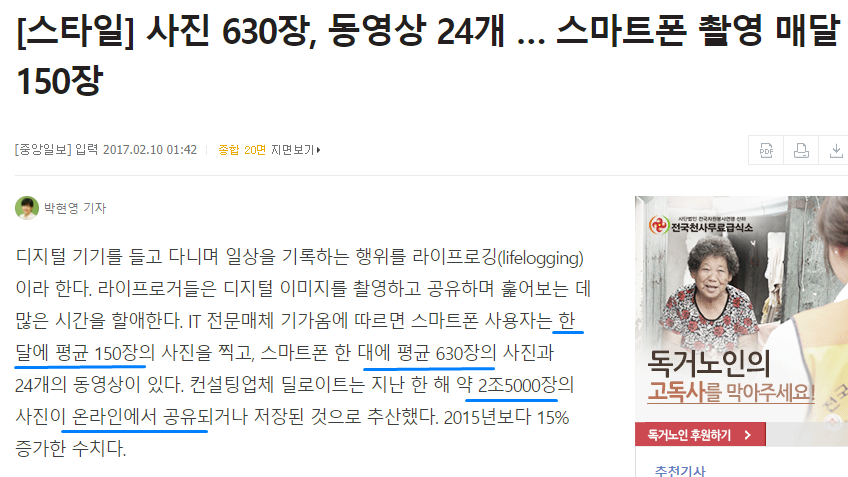 [스타일] 사진 630장, 동영상 24개 … 스마트폰 촬영 매달
150장
[중앙일보] 입력 2017.02.10 01:42 종합 20면 지면보기
PDF
박현영 기자
디지털 기기를 들고 다니며 일상을 기록하는 행위를 라이프로깅(lifelogging)
이라 한다. 라이프로거들은 디지털 이미지를 촬영하고 공유하며 훑어보는 데
많은 시간을 할애한다. IT 전문매체 기가옴에 따르면 스마트폰 사용자는 한
달에 평균 150장의 사진을 찍고, 스마트폰 한 대에 평균 630장의 사진과
24개의 동영상이 있다. 컨설팅업체 딜로이트는 지난 한 해 약 2조5000장의
사진이 온라인에서 공유되거나 저장된 것으로 추산했다. 2015년보다 15%
증가한 수치다.
사단법인 전국자원봉사연맹 산하
전국천사무료급식소
독거노인의
고독사를 막아주세요!
독거노인 후원하기
추천기사